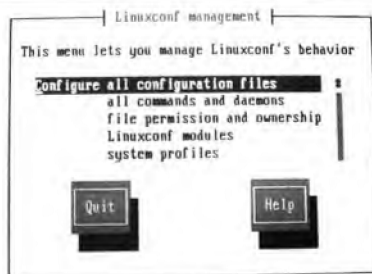 Linuxconf management
This menu lets you manage Linuxconf's behavior
Configure all configuration files
all commands and daemons
file permission and ownership
Linuxconf modules
system profiles
Quit
Help